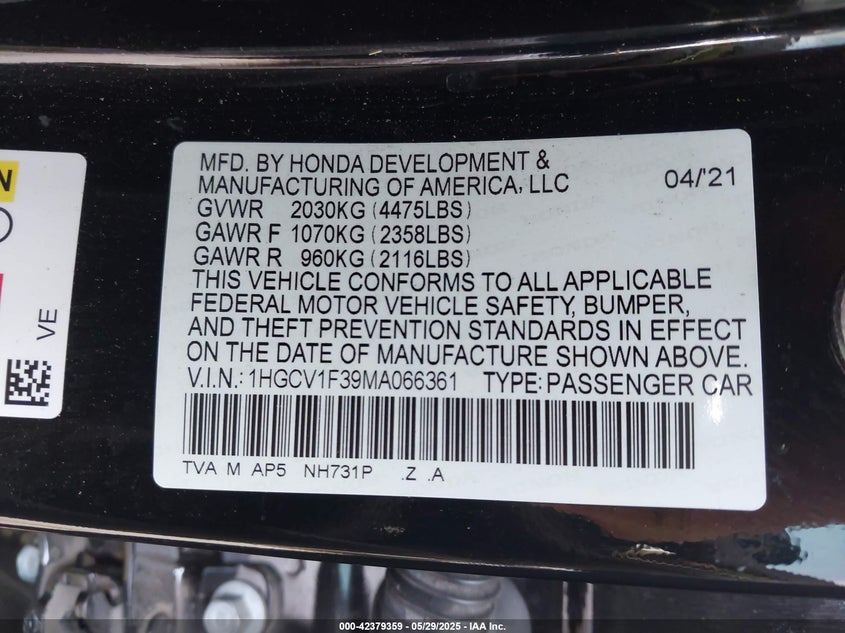 N
VE
MFD. BY HONDA DEVELOPMENT &
MANUFACTURING OF AMERICA, LLC 04/'21
GVWR 2030KG (4475LBS)
GAWR F 1070KG (2358LBS)
GAWR R 960KG (2116LBS)
THIS VEHICLE CONFORMS TO ALL APPLICABLE
FEDERAL MOTOR VEHICLE SAFETY, BUMPER,
AND THEFT PREVENTION STANDARDS IN EFFECT
ON THE DATE OF MANUFACTURE SHOWN ABOVE.
V.I.N.: 1HGCV1F39MA066361 TYPE: PASSENGER CAR
TVA M AP5 NH731P .Z .A
000-42379359 - 05/29/2025 - IAA Inc.